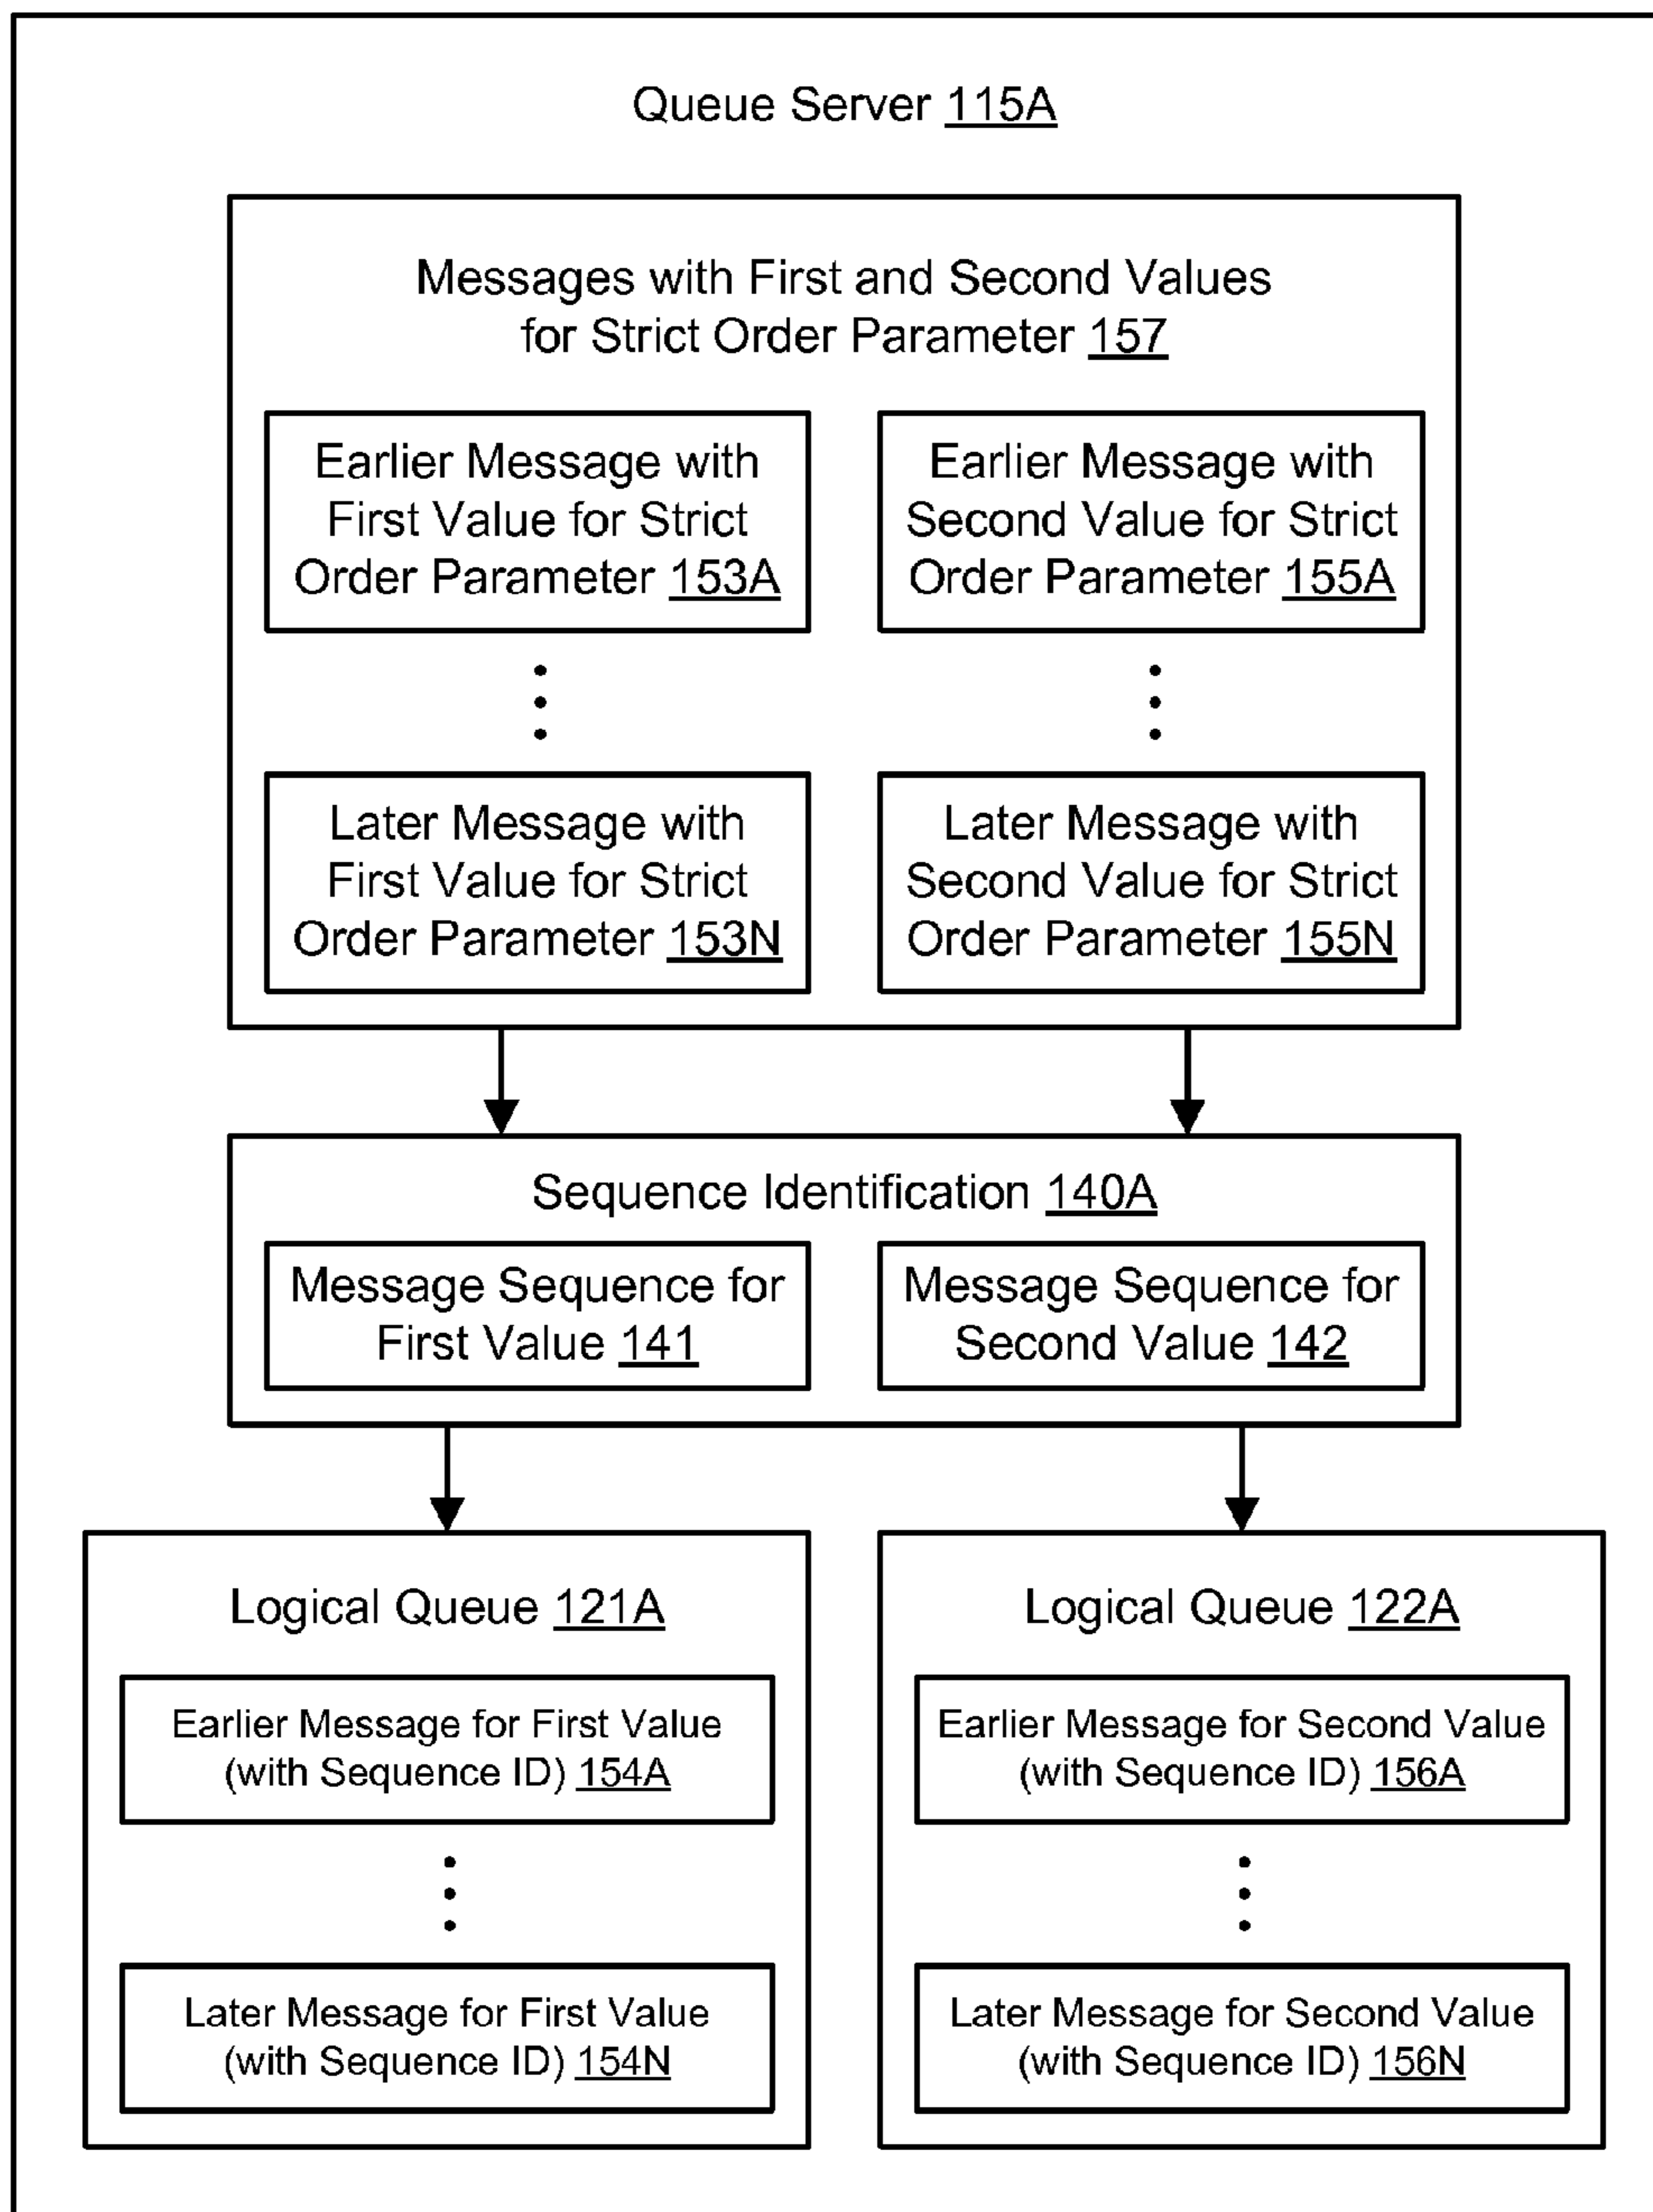 Queue Server 115A
Messages with First and Second Values
for Strict Order Parameter 157
Earlier Message with
First Value for Strict
Order Parameter 153A
Earlier Message with
Second Value for Strict
Order Parameter 155A
Later Message with
First Value for Strict
Order Parameter 153N
Later Message with
Second Value for Strict
Order Parameter 155N
Sequence Identification 140A
Message Sequence for
First Value 141
Message Sequence for
Second Value 142
Logical Queue 121A
Earlier Message for First Value
(with Sequence ID) 154A
Later Message for First Value
(with Sequence ID) 154N
Logical Queue 122A
Earlier Message for Second Value
(with Sequence ID) 156A
Later Message for Second Value
(with Sequence ID) 156N